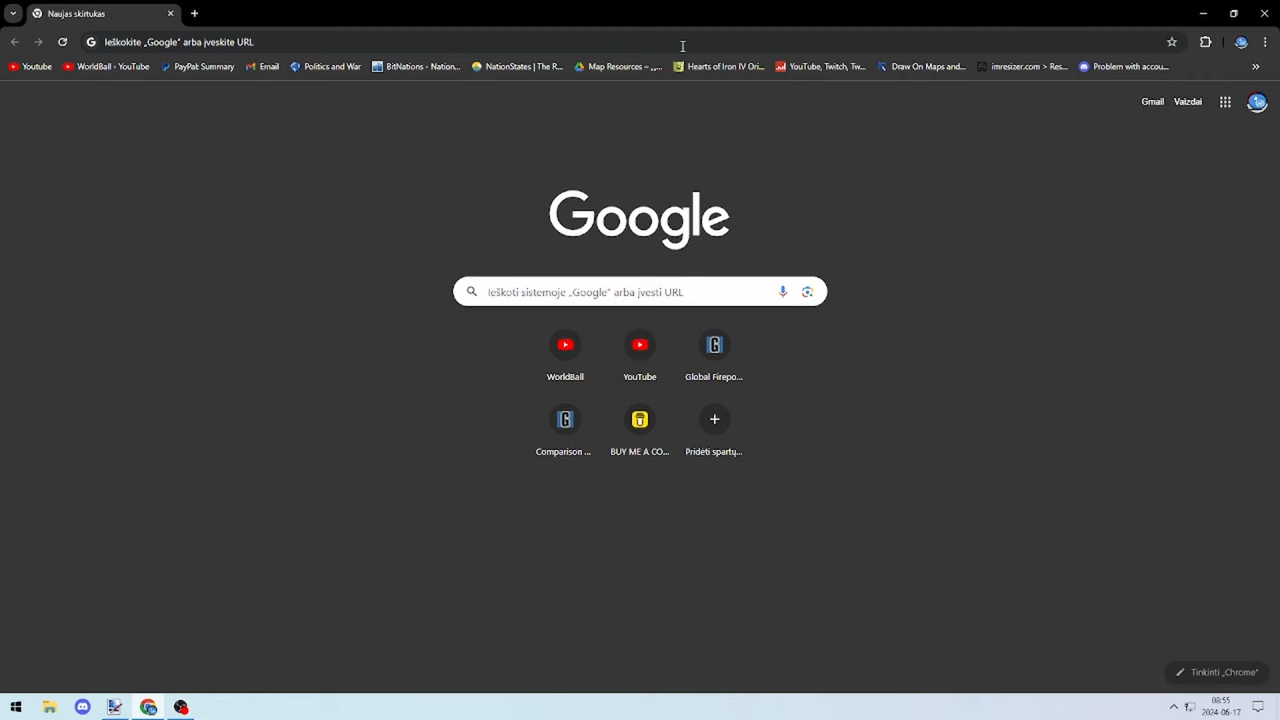 Naujas skirtukas
Ieškokite „Google“ arba įveskite URL
Youtube
WorldBall - YouTube
PayPak Summary
Email
Politics and War
BitNations - Nation...
NationStates | The R...
Map Resources – ...
Hearts of Iron IV Ori...
YouTube, Twitch, Tw...
Draw On Maps and...
imresizer.com > Res...
Problem with accou...
Gmail
Vaizdai
Google
Ieškoti sistemoje „Google“ arba įvesti URL
WorldBall
YouTube
Global Firepo...
Comparison ...
BUY ME A CO...
Pridėti spartų...
Tinkinti „Chrome“
08:55
2024-06-17